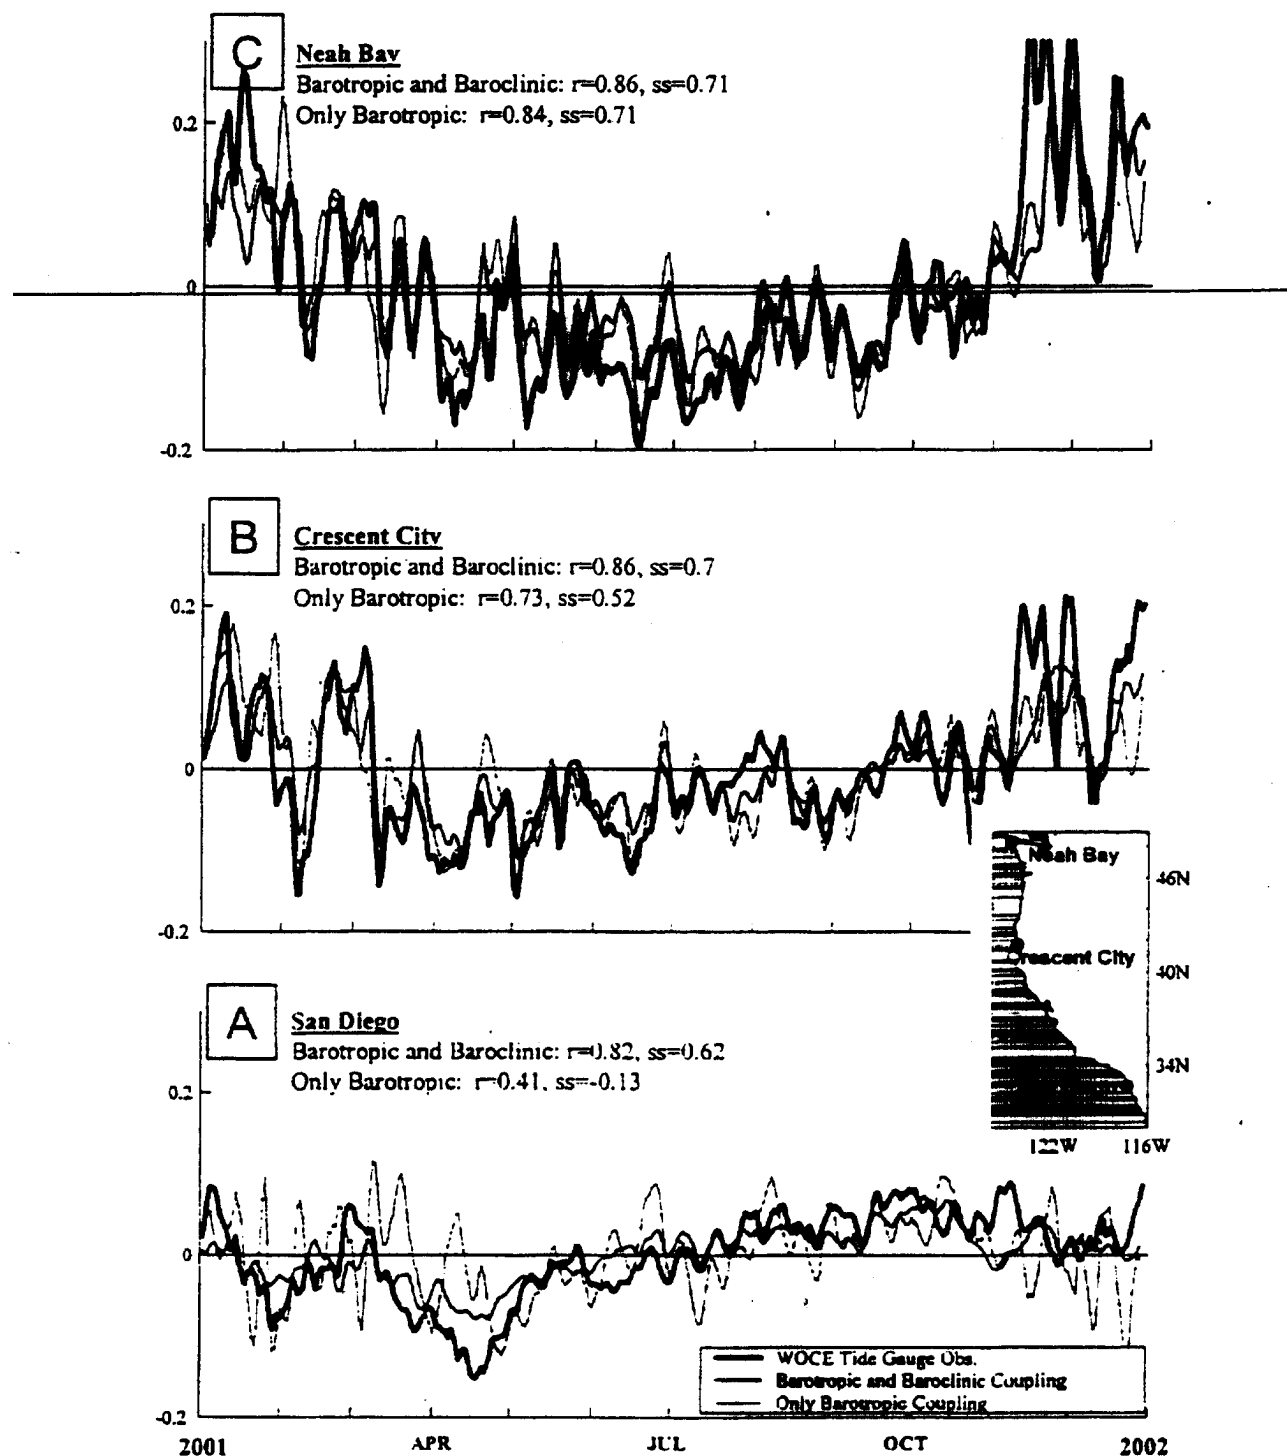 C
Neah Bay
Barotropic and Baroclinic: r=0.86, ss=0.71
Only Barotropic: r=0.84, ss=0.71
0.2
0
-0.2
B
Crescent City
Barotropic and Baroclinic: r=0.86, ss=0.7
Only Barotropic: r=0.73, ss=0.52
0.2
0
-0.2
Neah Bay
46N
Crescent City
40N
34N
122W 116W
A
San Diego
Barotropic and Baroclinic: r=0.82, ss=0.62
Only Barotropic: r=0.41, ss=-0.13
0.2
0
-0.2
WOCE Tide Gauge Obs.
Barotropic and Baroclinic Coupling
Only Barotropic Coupling
2001 APR JUL OCT 2002